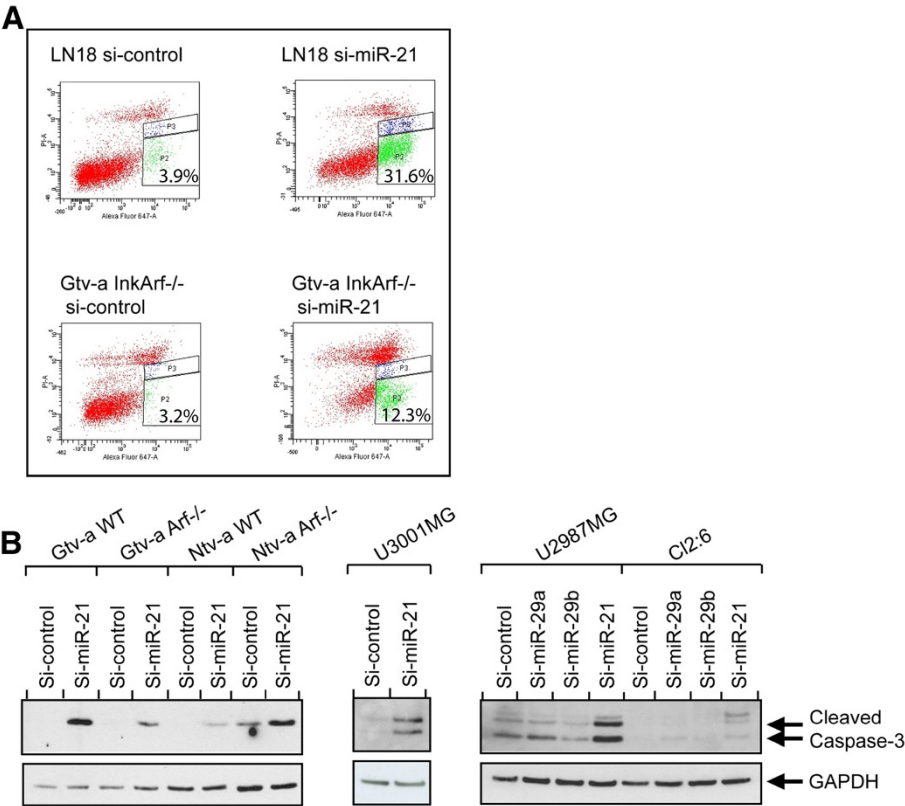 A
LN18 si-control
LN18 si-miR-21
PI-A
P3
P2
3.9%
Alexa Fluor 647-A
PI-A
P2
31.6%
Alexa Fluor 647-A
Gtv-a InkArf-/-
si-control
Gtv-a InkArf-/-
si-miR-21
PI-A
P3
P2
3.2%
Alexa Fluor 647-A
PI-A
P3
P2
12.3%
Alexa Fluor 647-A
B
Gtv-a WT
Gtv-a Arf-/-
Ntv-a WT
Ntv-a Arf-/-
U3001MG
U2987MG
Cl2:6
Si-control
Si-miR-21
Si-control
Si-miR-21
Si-control
Si-miR-21
Si-control
Si-miR-21
Si-control
Si-miR-21
Si-control
Si-miR-29a
Si-miR-29b
Si-miR-21
Si-control
Si-miR-29a
Si-miR-29b
Si-miR-21
Cleaved
Caspase-3
GAPDH